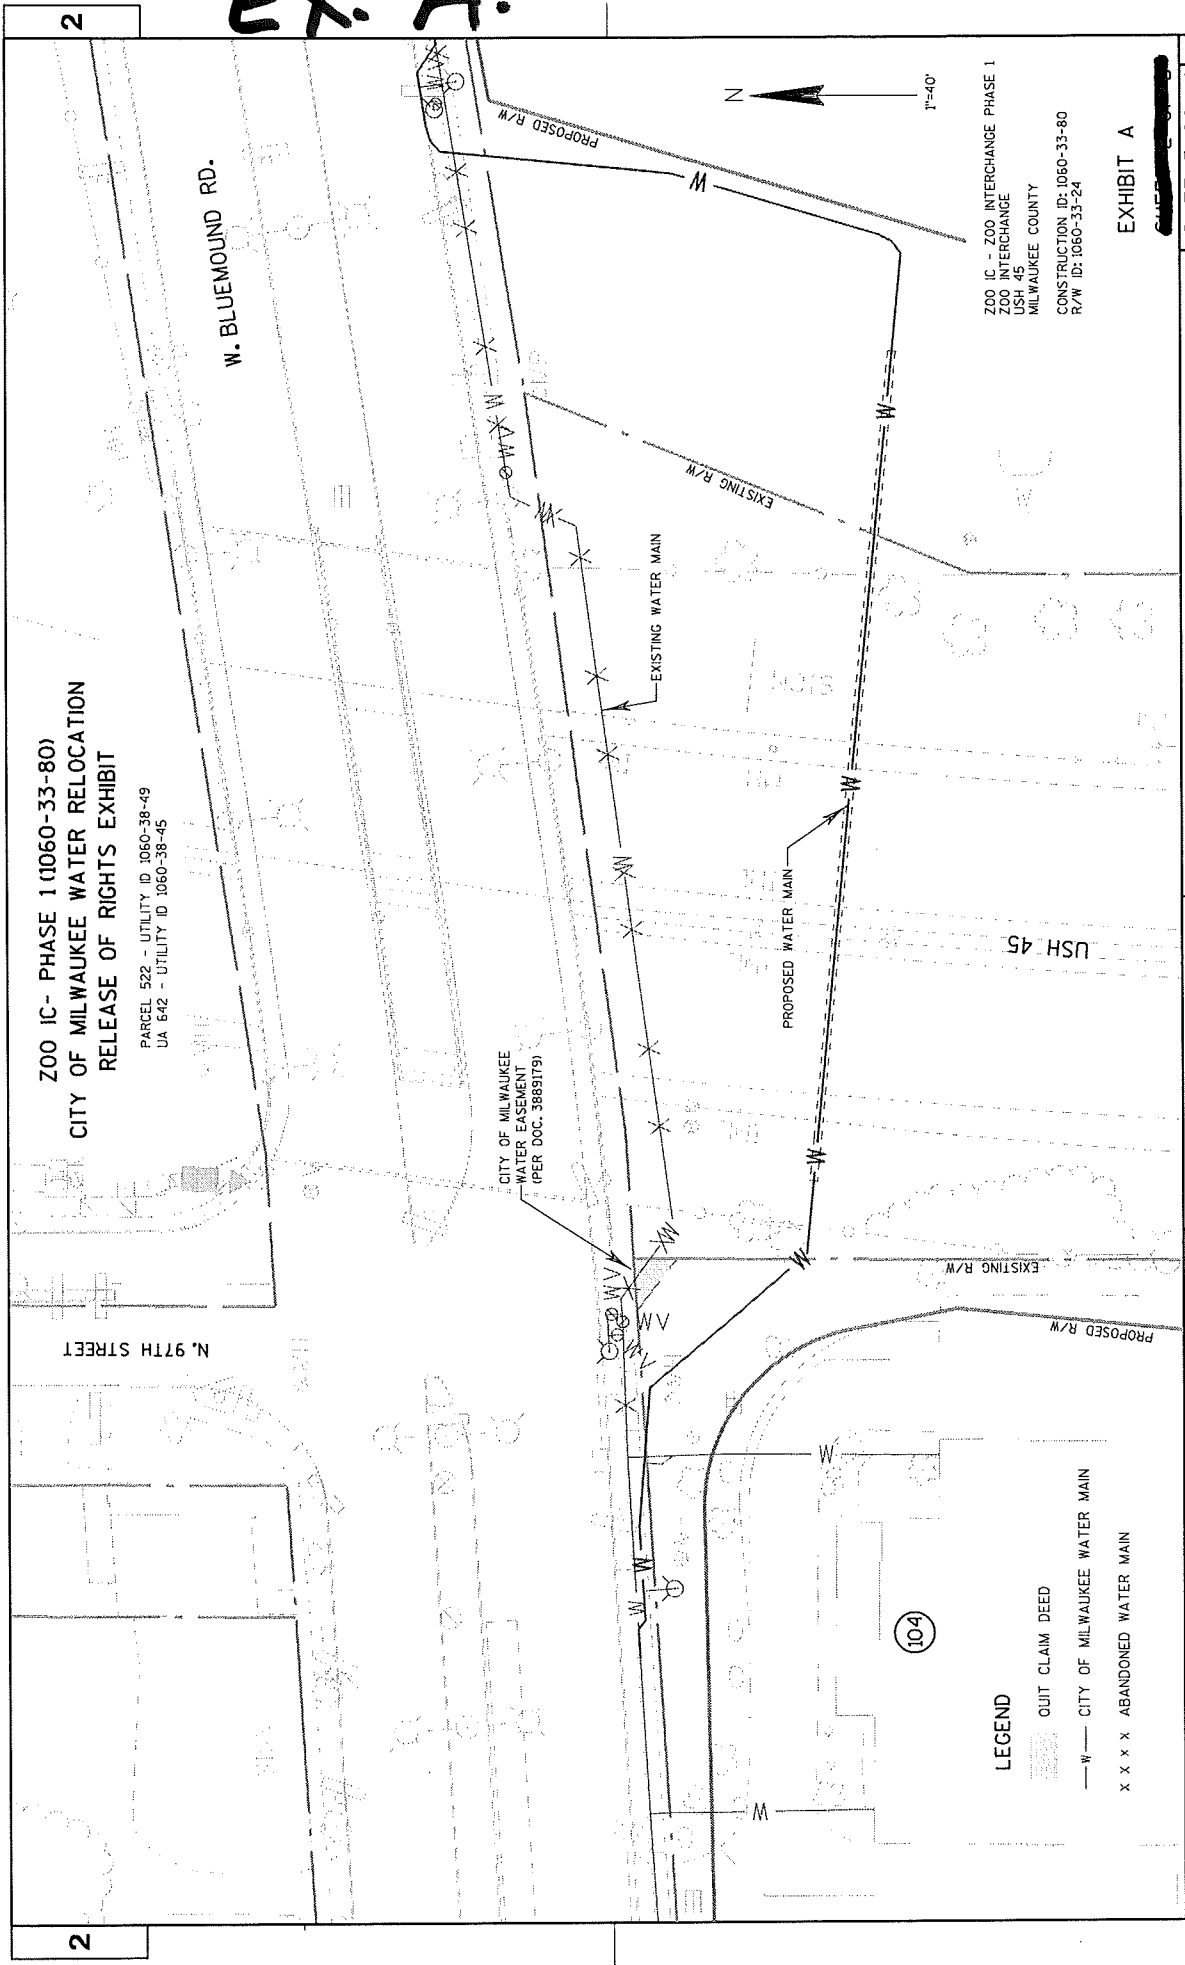 Ex. A.
2
2
ZOO IC- PHASE 1 (1060-33-80)
CITY OF MILWAUKEE WATER RELOCATION
RELEASE OF RIGHTS EXHIBIT
PARCEL 522 - UTILITY ID 1060-38-49
UA 642 - UTILITY ID 1060-38-45
N. 97TH STREET
W. BLUEMOUND RD.
CITY OF MILWAUKEE
WATER EASEMENT
(PER DOC. 3889179)
EXISTING WATER MAIN
PROPOSED WATER MAIN
EXISTING R/W
PROPOSED R/W
EXISTING R/W
PROPOSED R/W
USH 45
N
1"=40'
104
LEGEND
QUIT CLAIM DEED
W CITY OF MILWAUKEE WATER MAIN
X X X X ABANDONED WATER MAIN
ZOO IC - ZOO INTERCHANGE PHASE 1
ZOO INTERCHANGE
USH 45
MILWAUKEE COUNTY
CONSTRUCTION ID: 1060-33-80
R/W ID: 1060-33-24
EXHIBIT A